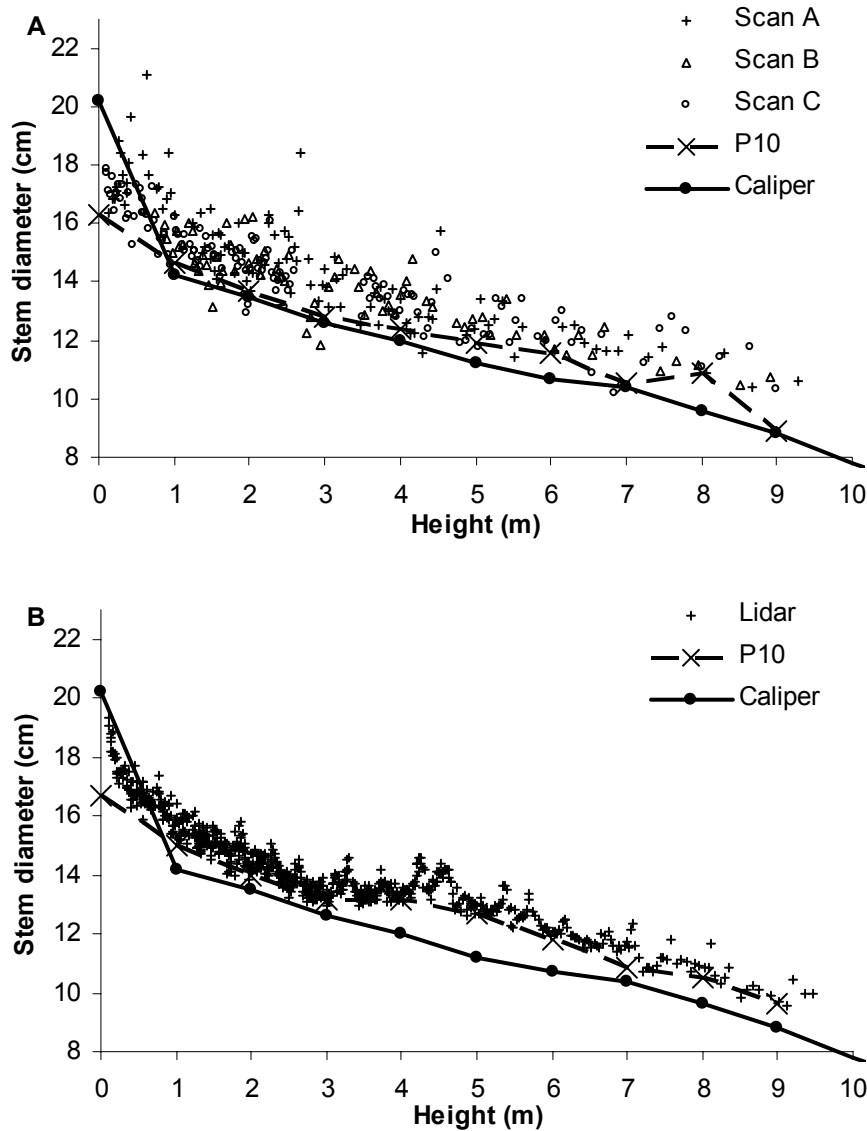 A
Scan A
Scan B
Scan C
P10
Caliper
Stem diameter (cm)
22
20
18
16
14
12
10
8
0 1 2 3 4 5 6 7 8 9 10
Height (m)
B
Lidar
P10
Caliper
Stem diameter (cm)
22
20
18
16
14
12
10
8
0 1 2 3 4 5 6 7 8 9 10
Height (m)